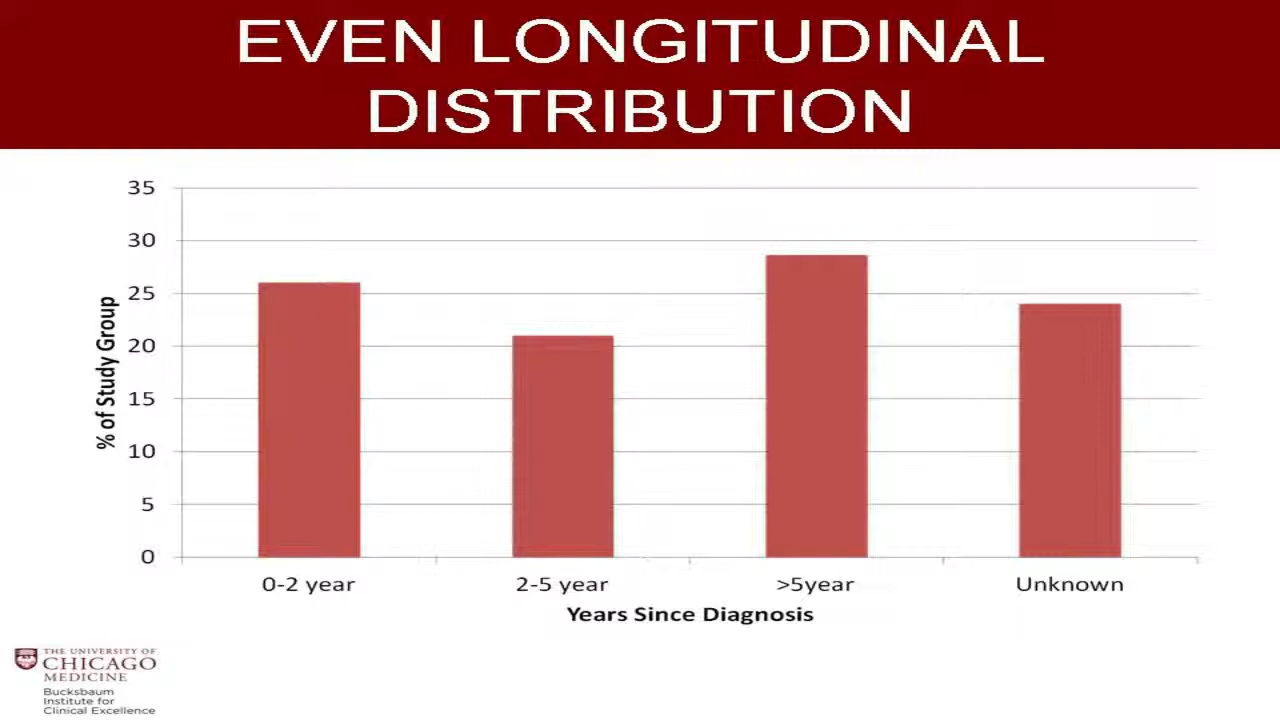 EVEN LONGITUDINAL
DISTRIBUTION
35
30
25
20
15
10
5
0
% of Study Group
0-2 year
2-5 year
>5year
Unknown
Years Since Diagnosis
THE UNIVERSITY OF
CHICAGO
MEDICINE
Bucksbaum
Institute for
Clinical Excellence